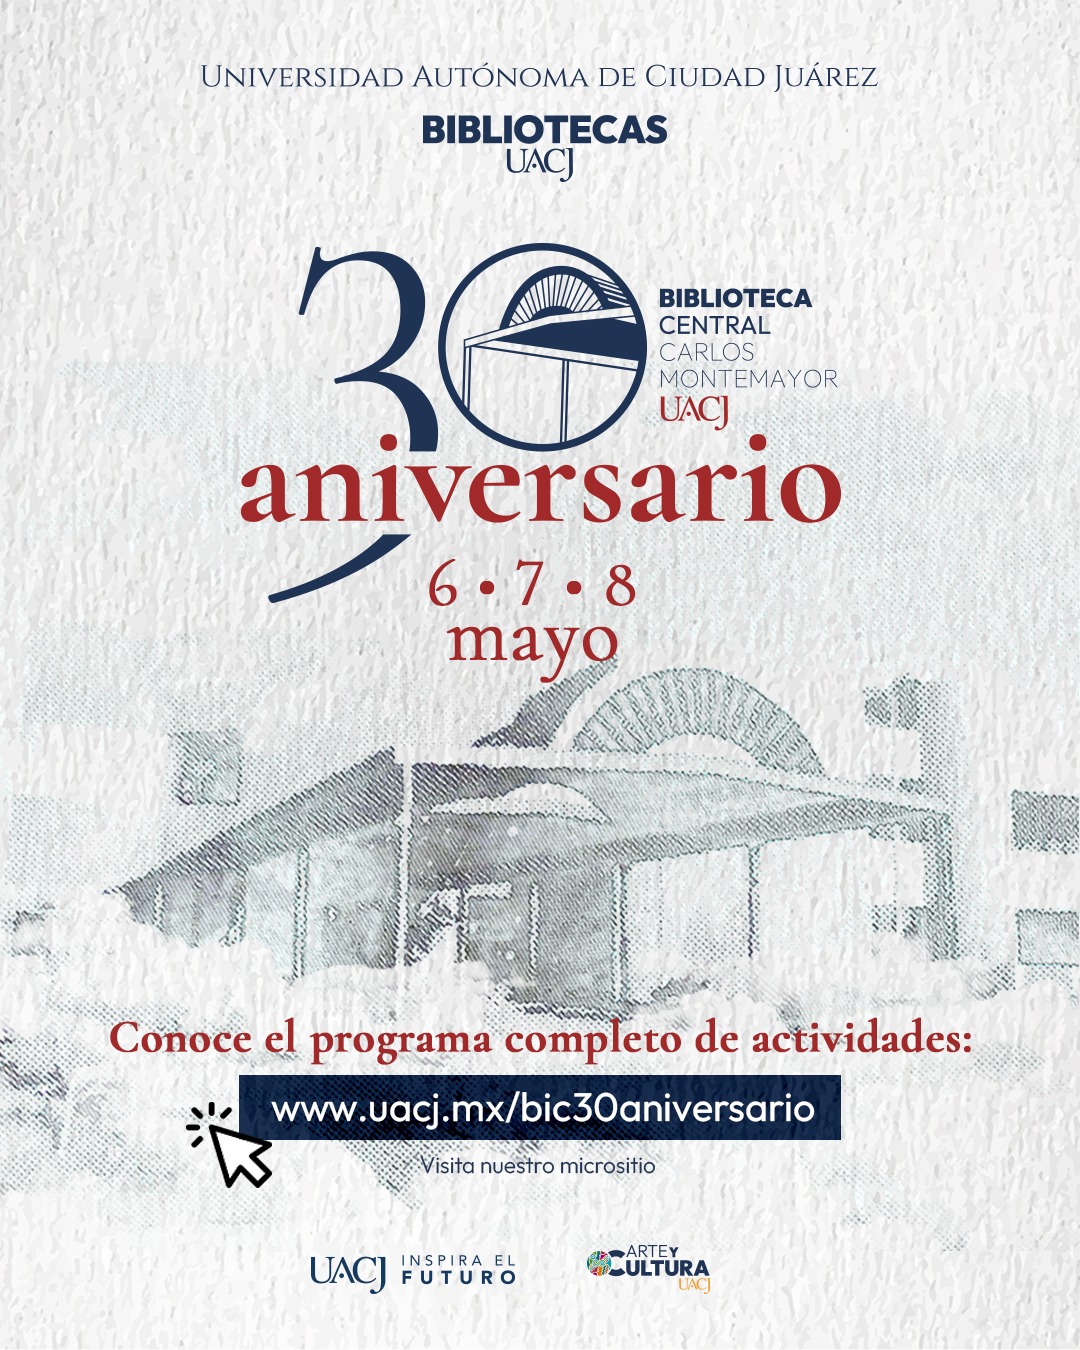 Universidad Autónoma de Ciudad Juárez
BIBLIOTECAS
UACJ
30
BIBLIOTECA
CENTRAL
CARLOS
MONTEMAYOR
UACJ
aniversario
6 • 7 • 8
mayo
Conoce el programa completo de actividades:
www.uacj.mx/bic30aniversario
Visita nuestro micrositio
UACJ
INSPIRA EL
FUTURO
ARTE Y
CULTURA
UACJ